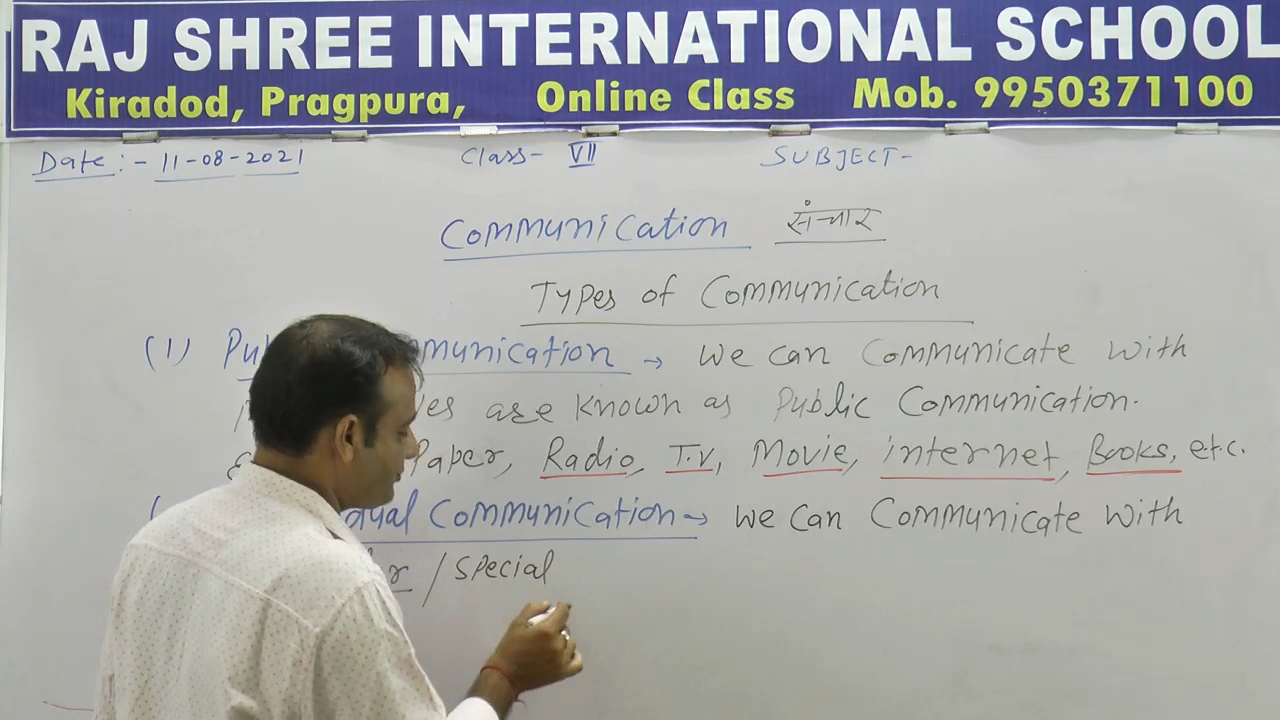 RAJ SHREE INTERNATIONAL SCHOOL
Kiradod, Pragpura, Online Class Mob. 9950371100
Date:- 11-08-2021 Class- VII SUBJECT-
Communication संचार
Types of Communication
(1) Pu mmunication → We can Communicate with
ves are known as Public Communication.
Paper, Radio, T.V, Movie, internet, Books, etc.
dual Communication → We can Communicate with
/ Special